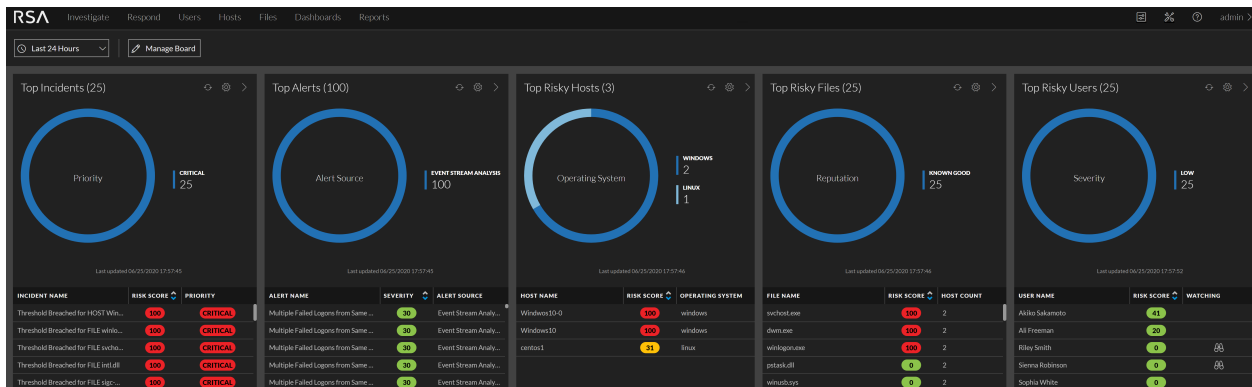 RSA Investigate Respond Users Hosts Files Dashboards Reports admin
Last 24 Hours Manage Board
Top Incidents (25)
Priority
CRITICAL
25
Last updated 06/25/2020 17:57:45
INCIDENT NAME RISK SCORE PRIORITY
Threshold Breached for HOST Win... 100 CRITICAL
Threshold Breached for FILE winlo... 100 CRITICAL
Threshold Breached for FILE svcho... 100 CRITICAL
Threshold Breached for FILE intl.dll 100 CRITICAL
Threshold Breached for FILE sigc-... 100 CRITICAL
Top Alerts (100)
Alert Source
EVENT STREAM ANALYSIS
100
Last updated 06/25/2020 17:57:45
ALERT NAME SEVERITY ALERT SOURCE
Multiple Failed Logons from Same ... 30 Event Stream Analy...
Multiple Failed Logons from Same ... 30 Event Stream Analy...
Multiple Failed Logons from Same ... 30 Event Stream Analy...
Multiple Failed Logons from Same ... 30 Event Stream Analy...
Multiple Failed Logons from Same ... 30 Event Stream Analy...
Top Risky Hosts (3)
Operating System
WINDOWS
2
LINUX
1
Last updated 06/25/2020 17:57:46
HOST NAME RISK SCORE OPERATING SYSTEM
Windwos10-0 100 windows
Windows10 100 windows
centos1 31 linux
Top Risky Files (25)
Reputation
KNOWN GOOD
25
Last updated 06/25/2020 17:57:46
FILE NAME RISK SCORE HOST COUNT
svchost.exe 100 2
dwm.exe 100 2
winlogon.exe 100 2
pstask.dll 0 2
winusb.sys 0 2
Top Risky Users (25)
Severity
LOW
25
Last updated 06/25/2020 17:57:52
USER NAME RISK SCORE WATCHING
Akiko Sakamoto 41
Ali Freeman 20
Riley Smith 0
Sienna Robinson 0
Sophia White 0